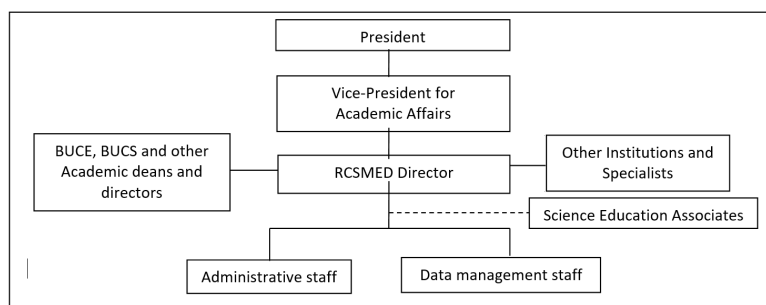 President
Vice-President for
Academic Affairs
BUCE, BUCS and other
Academic deans and
directors
RCSMED Director
Other Institutions and
Specialists
Science Education Associates
Administrative staff
Data management staff